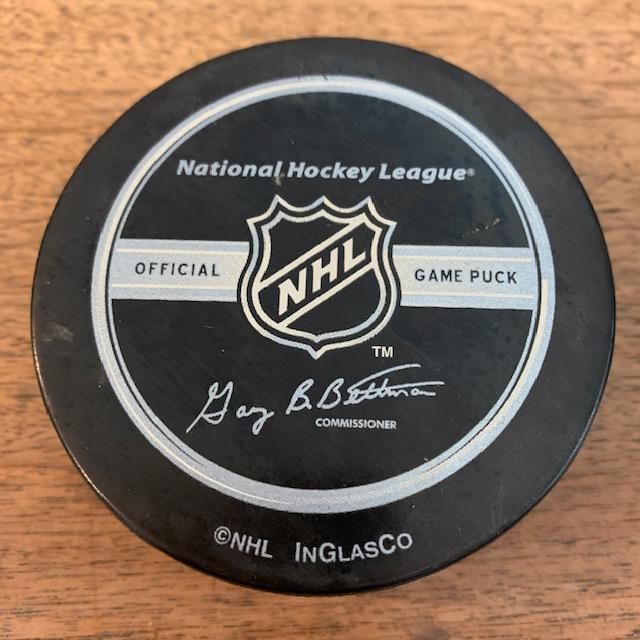 National Hockey League®
OFFICIAL NHL GAME PUCK
TM
Gary B. Bettman
COMMISSIONER
©NHL InGlasCo